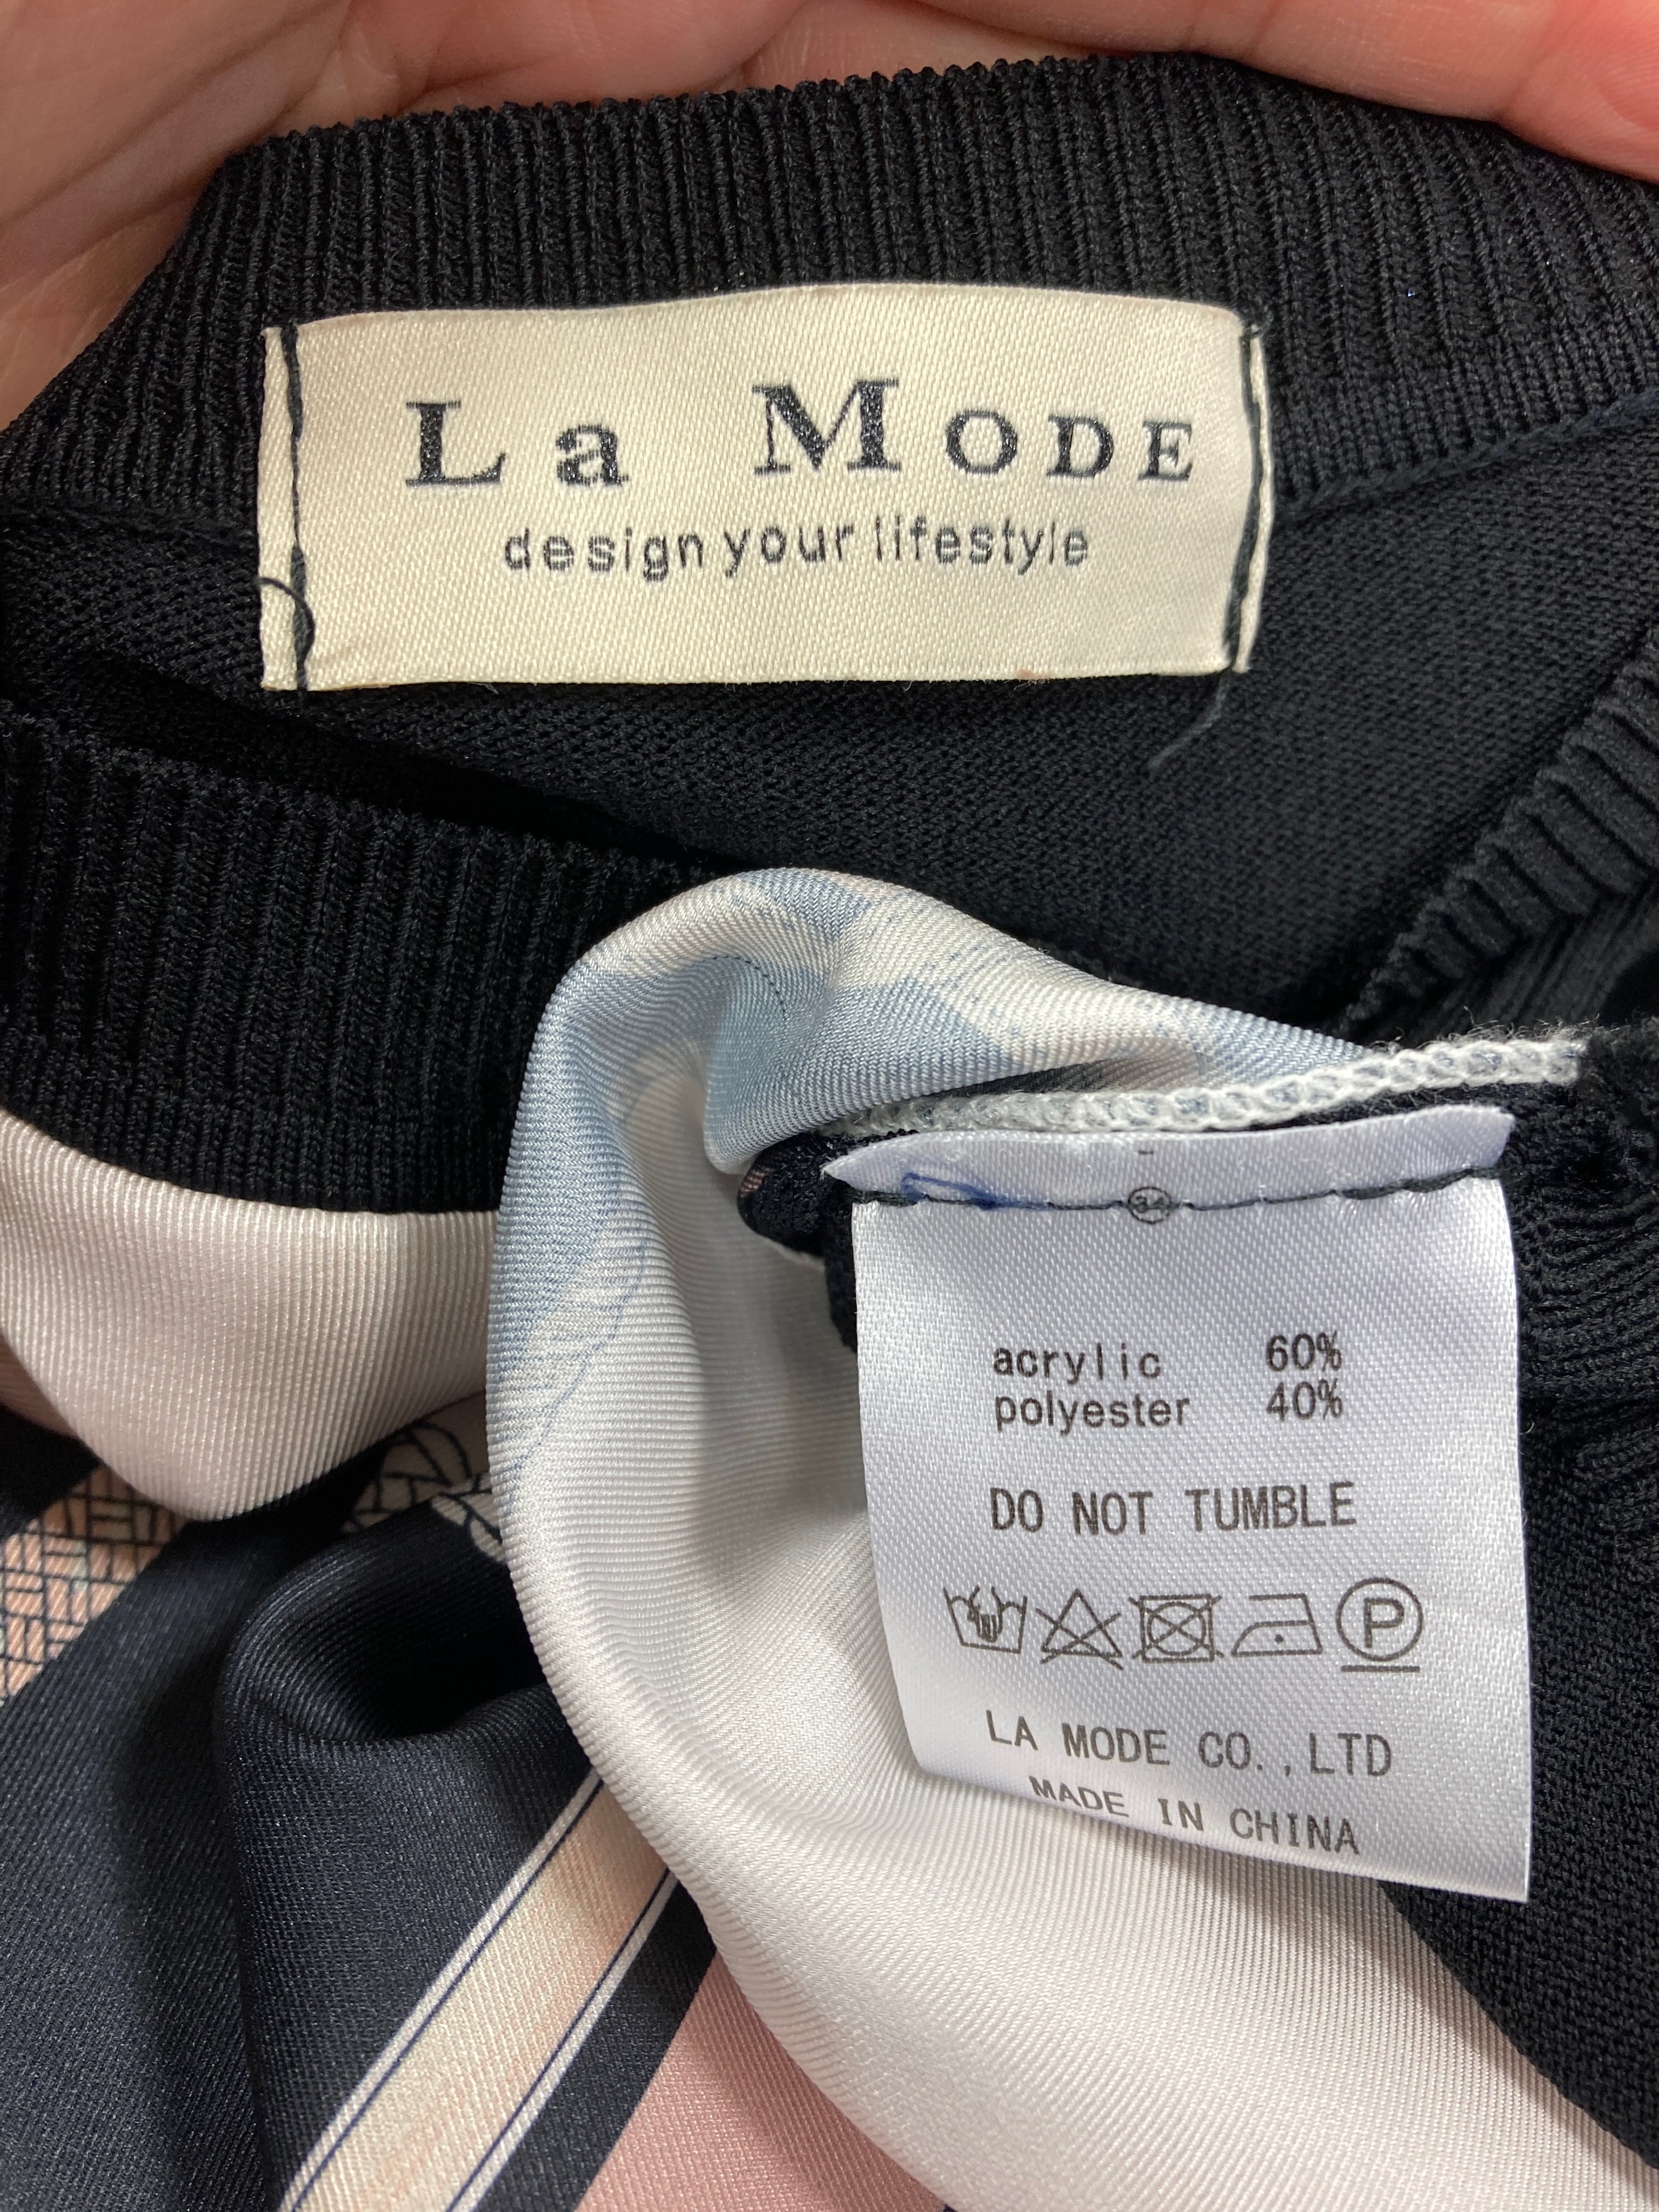 La MODE
design your lifestyle
34
acrylic 60%
polyester 40%
DO NOT TUMBLE
P
LA MODE CO.,LTD
MADE IN CHINA